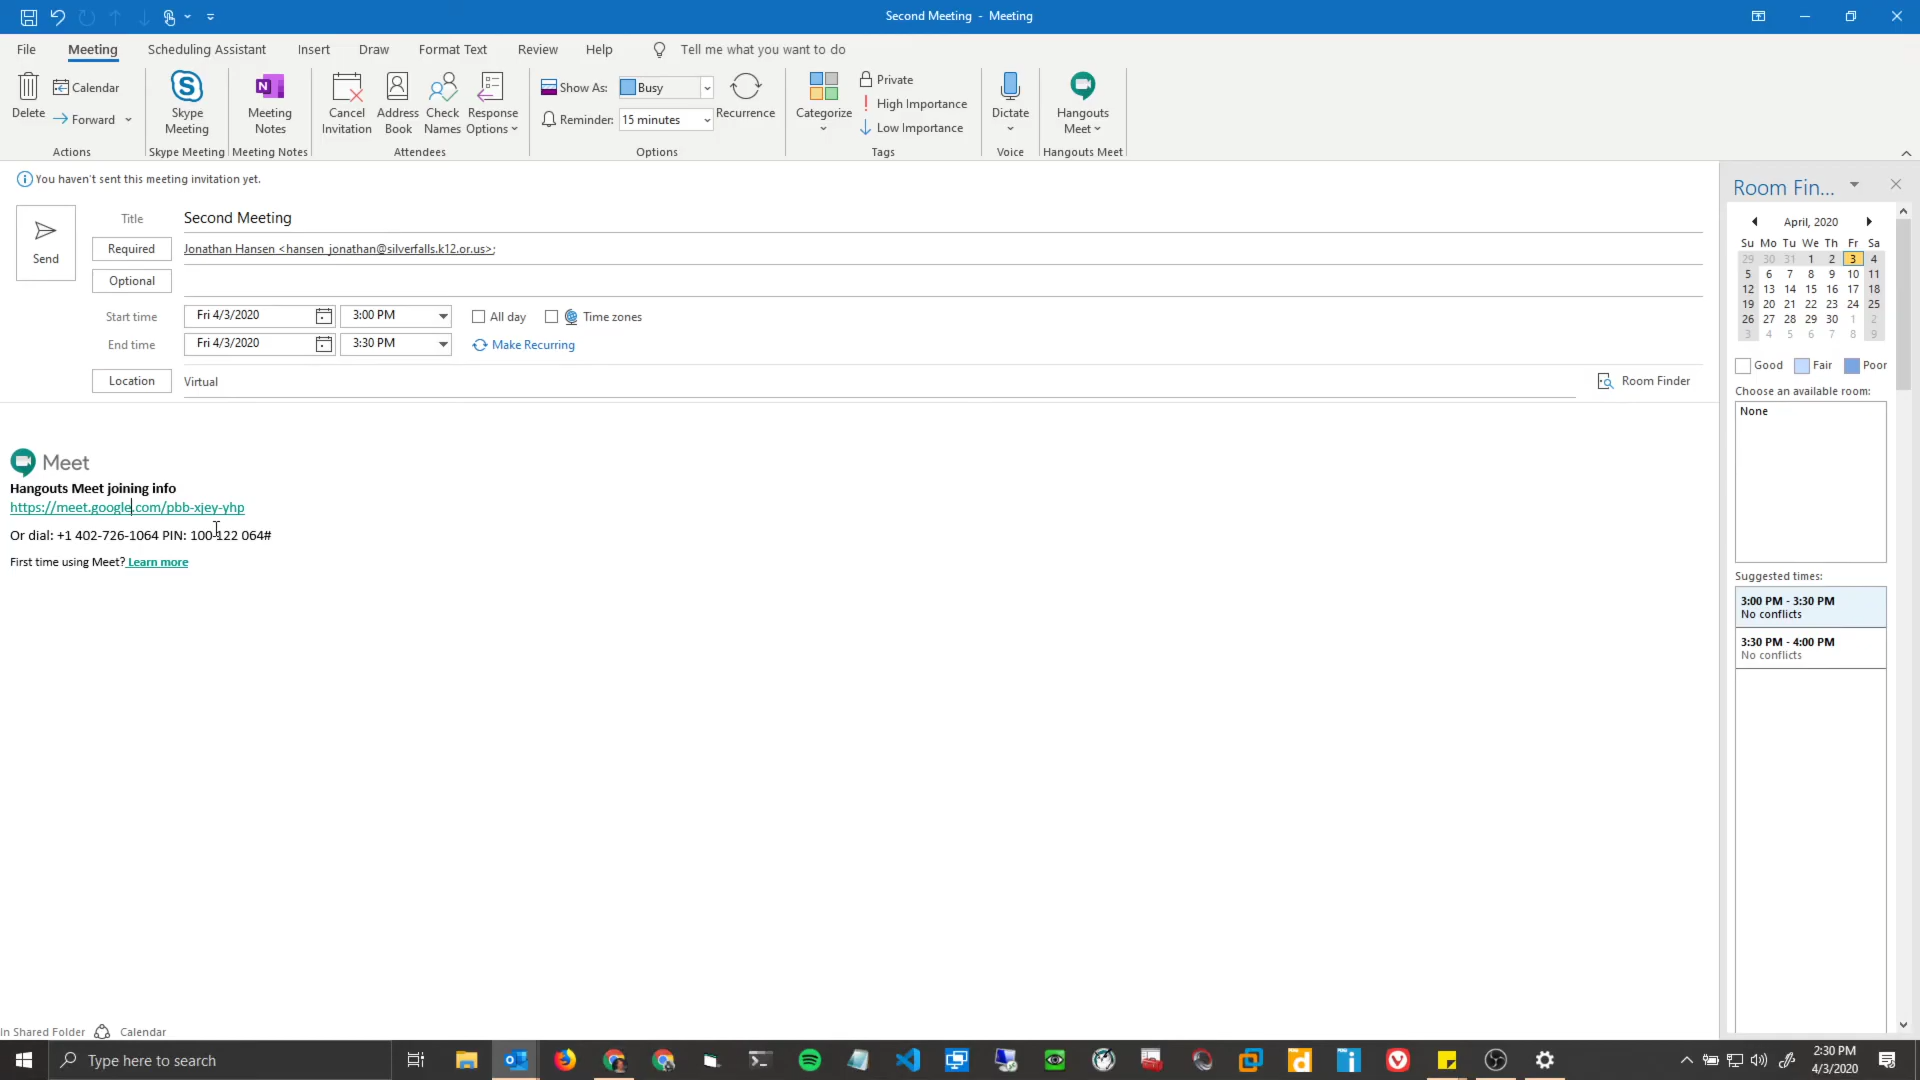 Second Meeting - Meeting
File Meeting Scheduling Assistant Insert Draw Format Text Review Help Tell me what you want to do
Delete
Calendar
Forward
Actions
Skype Meeting
Skype Meeting
Meeting Notes
Meeting Notes
Cancel Invitation
Address Book
Check Names
Response Options
Attendees
Show As: Busy
Reminder: 15 minutes
Recurrence
Options
Categorize
Private
High Importance
Low Importance
Tags
Dictate
Voice
Hangouts Meet
Hangouts Meet
You haven't sent this meeting invitation yet.
Send
Title Second Meeting
Required Jonathan Hansen <hansen_jonathan@silverfalls.k12.or.us>;
Optional
Start time Fri 4/3/2020 3:00 PM All day Time zones
End time Fri 4/3/2020 3:30 PM Make Recurring
Location Virtual Room Finder
Meet
Hangouts Meet joining info
https://meet.google.com/pbb-xjey-yhp
Or dial: +1 402-726-1064 PIN: 100 122 064#
First time using Meet? Learn more
Room Fin...
April, 2020
Su Mo Tu We Th Fr Sa
29 30 31 1 2 3 4
5 6 7 8 9 10 11
12 13 14 15 16 17 18
19 20 21 22 23 24 25
26 27 28 29 30 1 2
3 4 5 6 7 8 9
Good Fair Poor
Choose an available room:
None
Suggested times:
3:00 PM - 3:30 PM
No conflicts
3:30 PM - 4:00 PM
No conflicts
In Shared Folder Calendar
Type here to search
2:30 PM
4/3/2020